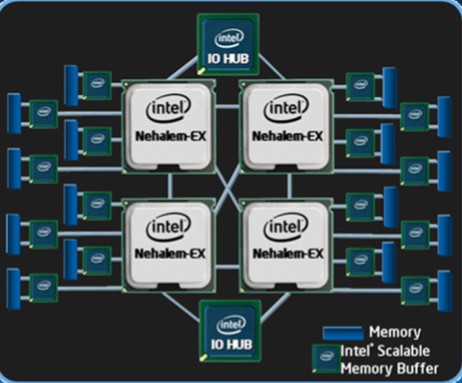 intel
IO HUB
intel
Nehalem-EX
intel
Nehalem-EX
intel
Nehalem-EX
intel
Nehalem-EX
intel
IO HUB
Memory
Intel® Scalable
Memory Buffer